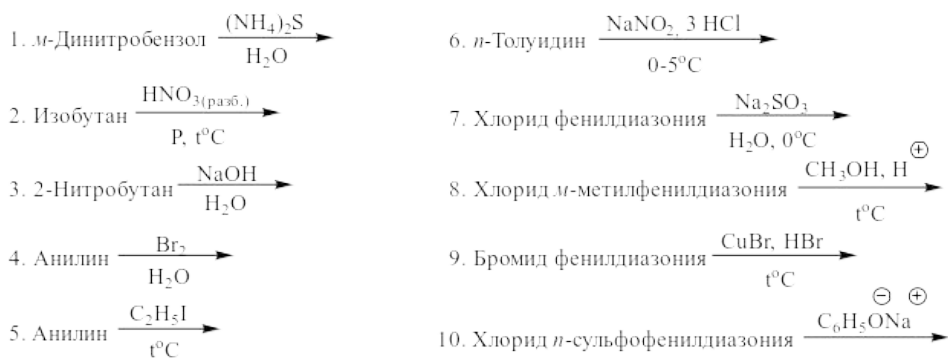 1. м-Динитробензол (NH₄)₂S H₂O
2. Изобутан HNO₃(разб.) P, t°C
3. 2-Нитробутан NaOH H₂O
4. Анилин Br₂ H₂O
5. Анилин C₂H₅I t°C
6. п-Толуидин NaNO₂, 3 HCl 0-5°C
7. Хлорид фенилдиазония Na₂SO₃ H₂O, 0°C
8. Хлорид м-метилфенилдиазония CH₃OH, H⊕ t°C
9. Бромид фенилдиазония CuBr, HBr t°C
10. Хлорид п-сульфофенилдиазония C₆H₅O⊖Na⊕